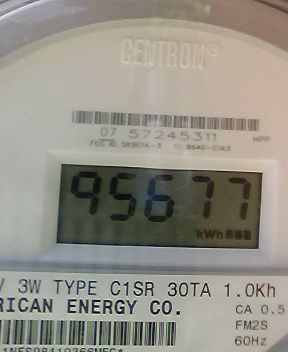 CENTRON®
07 57245311
95677
kWh
V 3W TYPE C1SR 30TA 1.0Kh
RICAN ENERGY CO.
CA 0.5
FM2S
60Hz